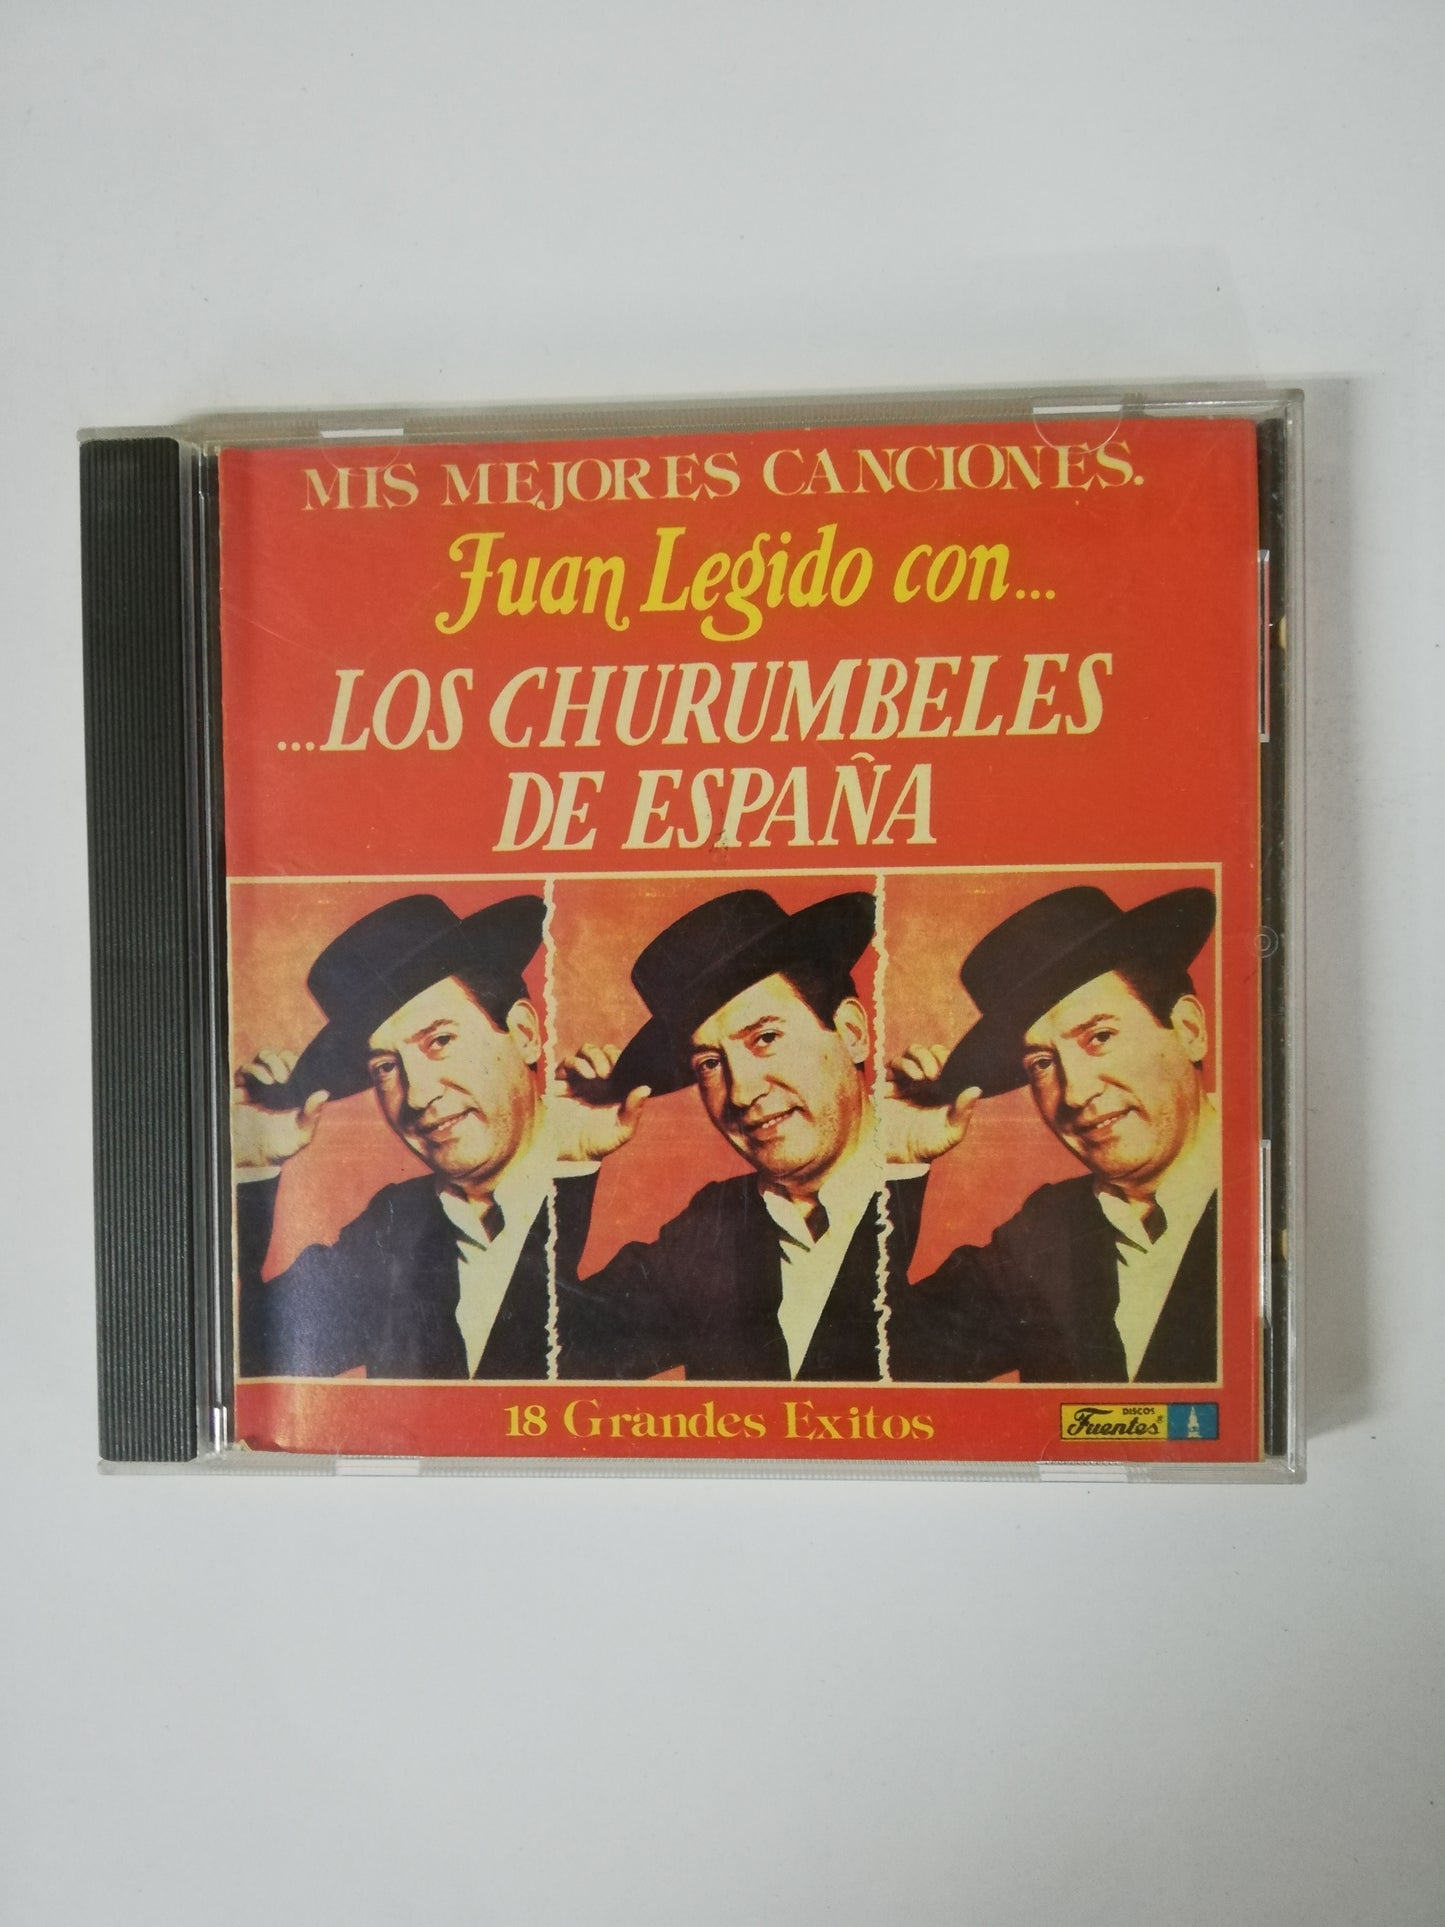 MIS MEJORES CANCIONES.
Juan Legido con...
...LOS CHURUMBELES
DE ESPAÑA
18 Grandes Exitos
DISCOS
Fuentes